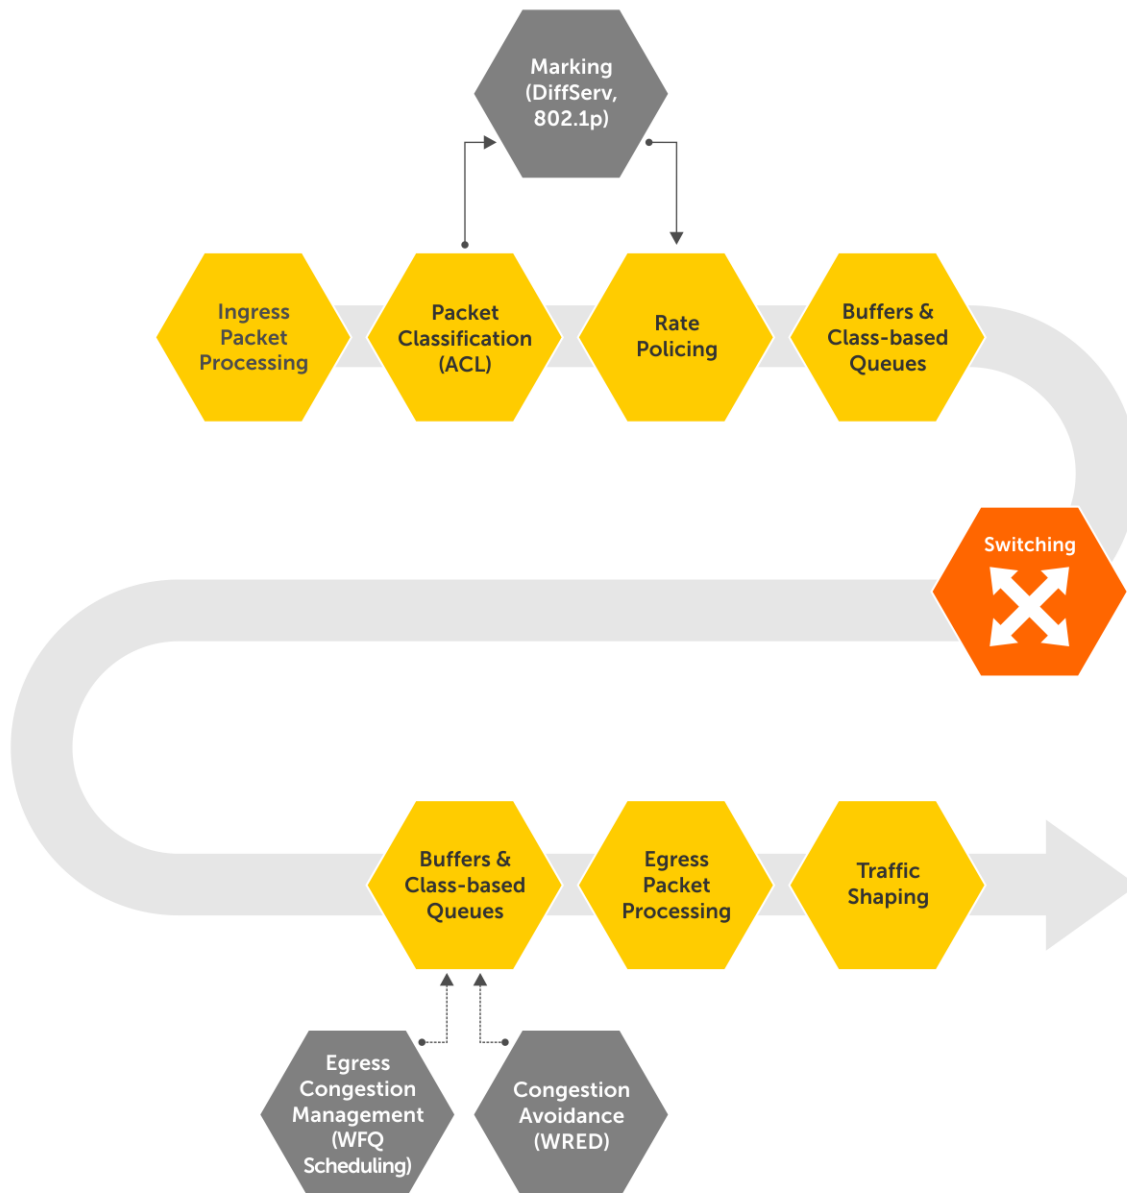 Marking
(DiffServ,
802.1p)
Ingress
Packet
Processing
Packet
Classification
(ACL)
Rate
Policing
Buffers &
Class-based
Queues
Switching
Buffers &
Class-based
Queues
Egress
Packet
Processing
Traffic
Shaping
Egress
Congestion
Management
(WFQ
Scheduling)
Congestion
Avoidance
(WRED)